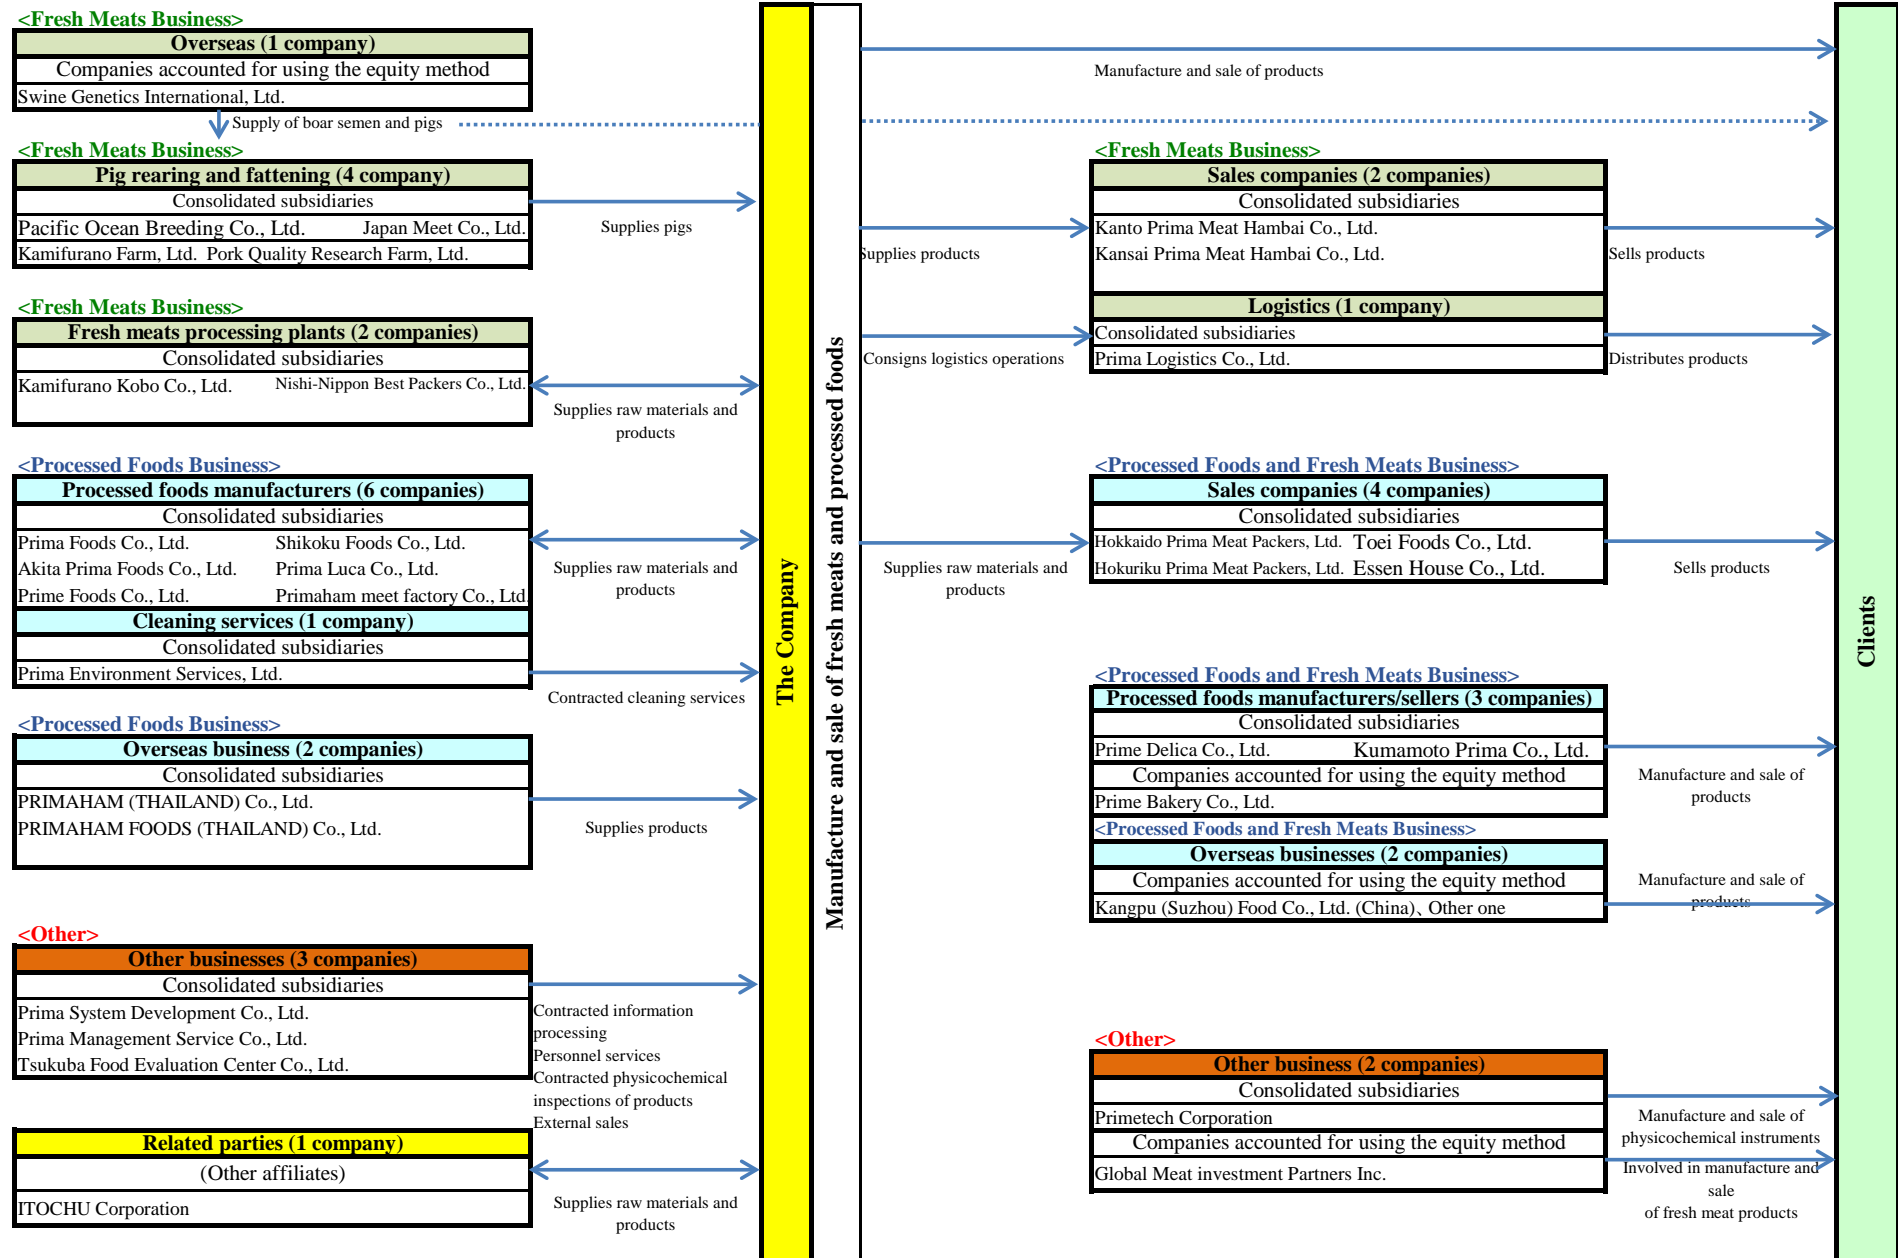 <Fresh Meats Business>
Overseas (1 company)
Companies accounted for using the equity method
Swine Genetics International, Ltd.
Supply of boar semen and pigs
<Fresh Meats Business>
Pig rearing and fattening (4 company)
Consolidated subsidiaries
Pacific Ocean Breeding Co., Ltd. Japan Meet Co., Ltd.
Kamifurano Farm, Ltd. Pork Quality Research Farm, Ltd.
Supplies pigs
<Fresh Meats Business>
Fresh meats processing plants (2 companies)
Consolidated subsidiaries
Kamifurano Kobo Co., Ltd. Nishi-Nippon Best Packers Co., Ltd.
Supplies raw materials and
products
<Processed Foods Business>
Processed foods manufacturers (6 companies)
Consolidated subsidiaries
Prima Foods Co., Ltd. Shikoku Foods Co., Ltd.
Akita Prima Foods Co., Ltd. Prima Luca Co., Ltd.
Prime Foods Co., Ltd. Primaham meet factory Co., Ltd.
Supplies raw materials and
products
Cleaning services (1 company)
Consolidated subsidiaries
Prima Environment Services, Ltd.
Contracted cleaning services
<Processed Foods Business>
Overseas business (2 companies)
Consolidated subsidiaries
PRIMAHAM (THAILAND) Co., Ltd.
PRIMAHAM FOODS (THAILAND) Co., Ltd.
Supplies products
<Other>
Other businesses (3 companies)
Consolidated subsidiaries
Prima System Development Co., Ltd.
Prima Management Service Co., Ltd.
Tsukuba Food Evaluation Center Co., Ltd.
Contracted information
processing
Personnel services
Contracted physicochemical
inspections of products
External sales
Related parties (1 company)
(Other affiliates)
ITOCHU Corporation
Supplies raw materials and
products
The Company
Manufacture and sale of fresh meats and processed foods
Manufacture and sale of products
<Fresh Meats Business>
Sales companies (2 companies)
Consolidated subsidiaries
Kanto Prima Meat Hambai Co., Ltd.
Kansai Prima Meat Hambai Co., Ltd.
Supplies products
Sells products
Logistics (1 company)
Consolidated subsidiaries
Prima Logistics Co., Ltd.
Consigns logistics operations
Distributes products
<Processed Foods and Fresh Meats Business>
Sales companies (4 companies)
Consolidated subsidiaries
Hokkaido Prima Meat Packers, Ltd. Toei Foods Co., Ltd.
Hokuriku Prima Meat Packers, Ltd. Essen House Co., Ltd.
Supplies raw materials and
products
Sells products
<Processed Foods and Fresh Meats Business>
Processed foods manufacturers/sellers (3 companies)
Consolidated subsidiaries
Prime Delica Co., Ltd. Kumamoto Prima Co., Ltd.
Companies accounted for using the equity method
Prime Bakery Co., Ltd.
Manufacture and sale of
products
<Processed Foods and Fresh Meats Business>
Overseas businesses (2 companies)
Companies accounted for using the equity method
Kangpu (Suzhou) Food Co., Ltd. (China)、Other one
Manufacture and sale of
products
<Other>
Other business (2 companies)
Consolidated subsidiaries
Primetech Corporation
Companies accounted for using the equity method
Global Meat investment Partners Inc.
Manufacture and sale of
physicochemical instruments
Involved in manufacture and
sale
of fresh meat products
Clients